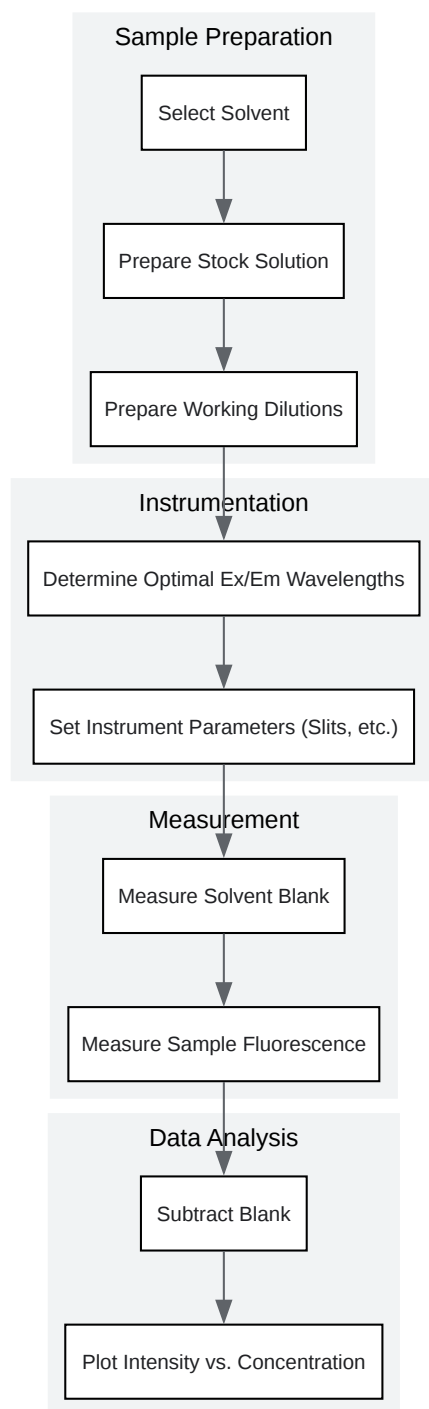 Sample Preparation
Select Solvent
Prepare Stock Solution
Prepare Working Dilutions
Instrumentation
Determine Optimal Ex/Em Wavelengths
Set Instrument Parameters (Slits, etc.)
Measurement
Measure Solvent Blank
Measure Sample Fluorescence
Data Analysis
Subtract Blank
Plot Intensity vs. Concentration